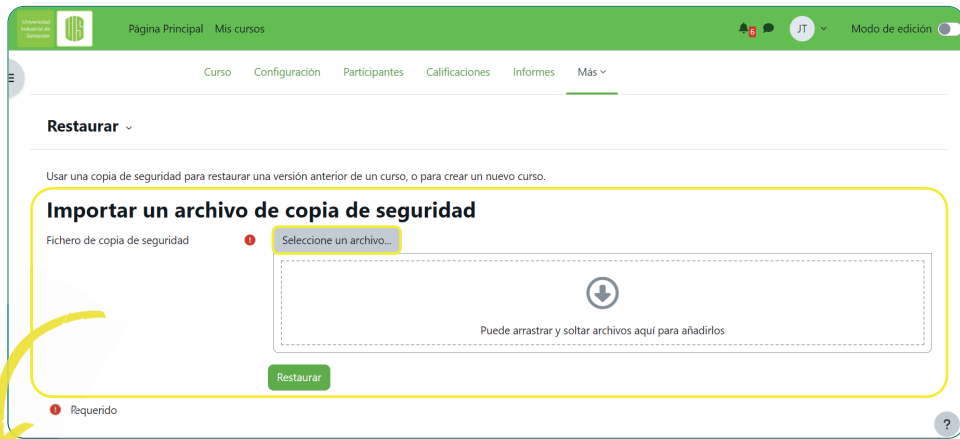 Universidad
Industrial de
Santander
UIS
Página Principal Mis cursos
6
JT
Modo de edición
Curso Configuración Participantes Calificaciones Informes Más
Restaurar
Usar una copia de seguridad para restaurar una versión anterior de un curso, o para crear un nuevo curso.
Importar un archivo de copia de seguridad
Fichero de copia de seguridad
Seleccione un archivo...
Puede arrastrar y soltar archivos aquí para añadirlos
Restaurar
Requerido
?